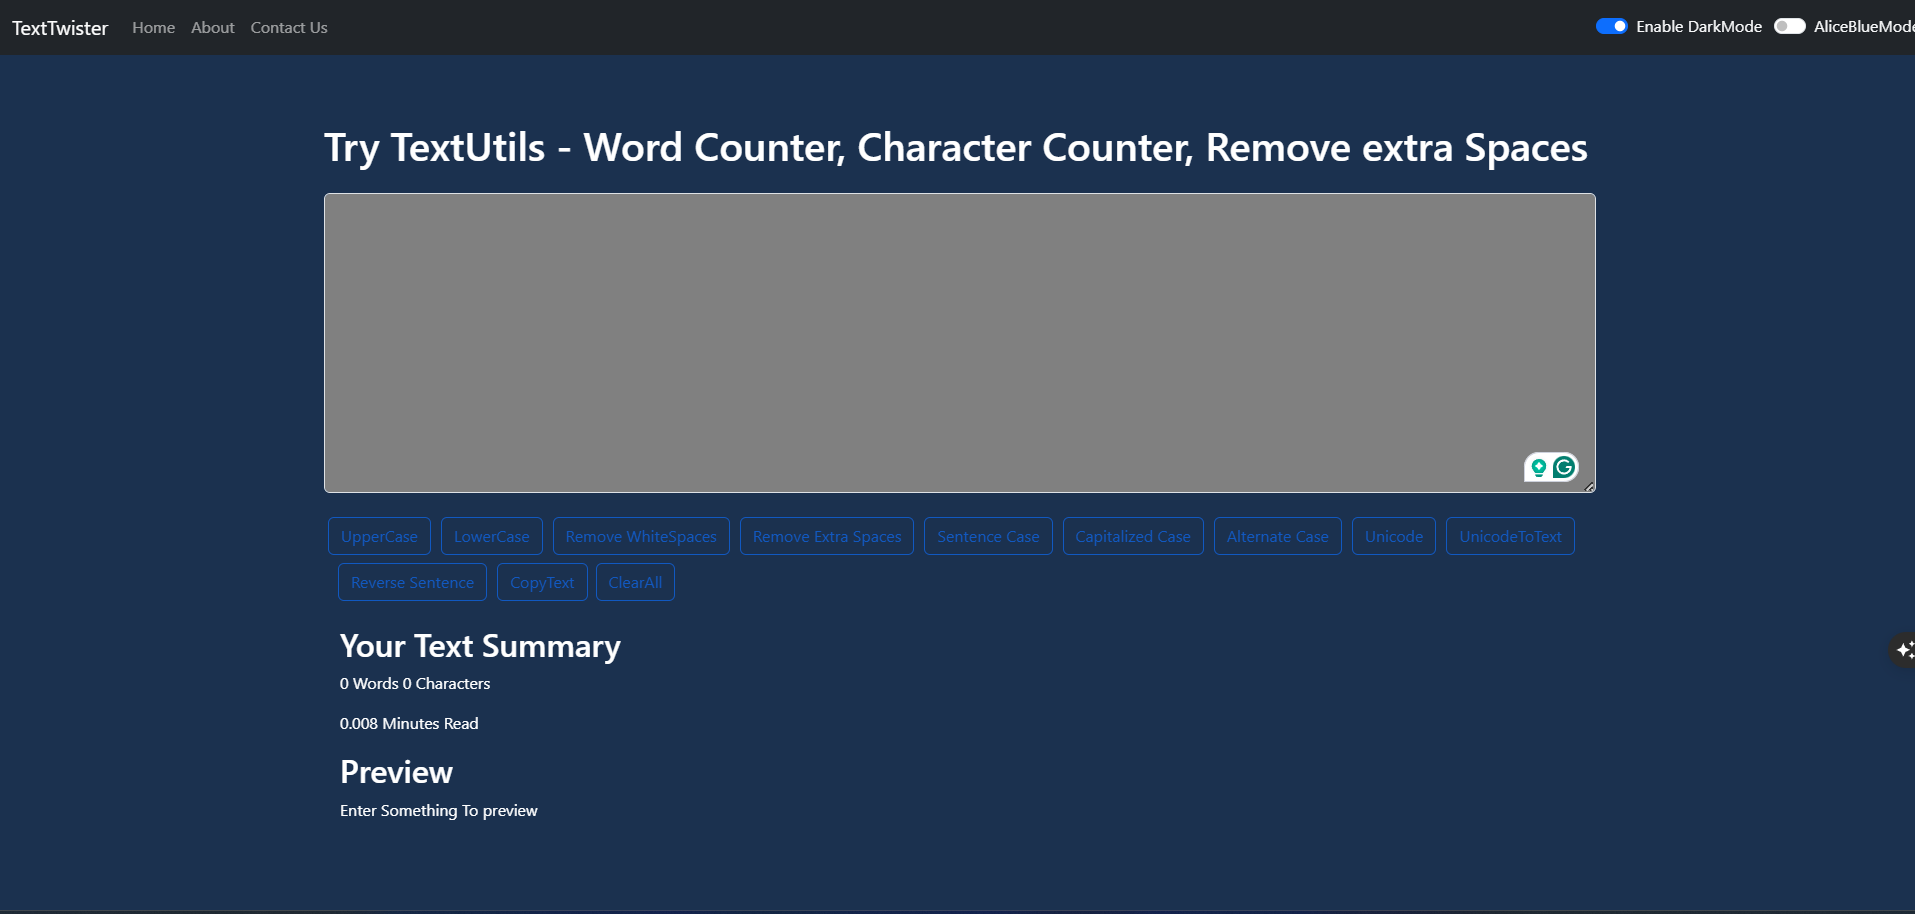 TextTwister Home About Contact Us Enable DarkMode AliceBlueMode
Try TextUtils - Word Counter, Character Counter, Remove extra Spaces
UpperCase LowerCase Remove WhiteSpaces Remove Extra Spaces Sentence Case Capitalized Case Alternate Case Unicode UnicodeToText
Reverse Sentence CopyText ClearAll
Your Text Summary
0 Words 0 Characters
0.008 Minutes Read
Preview
Enter Something To preview